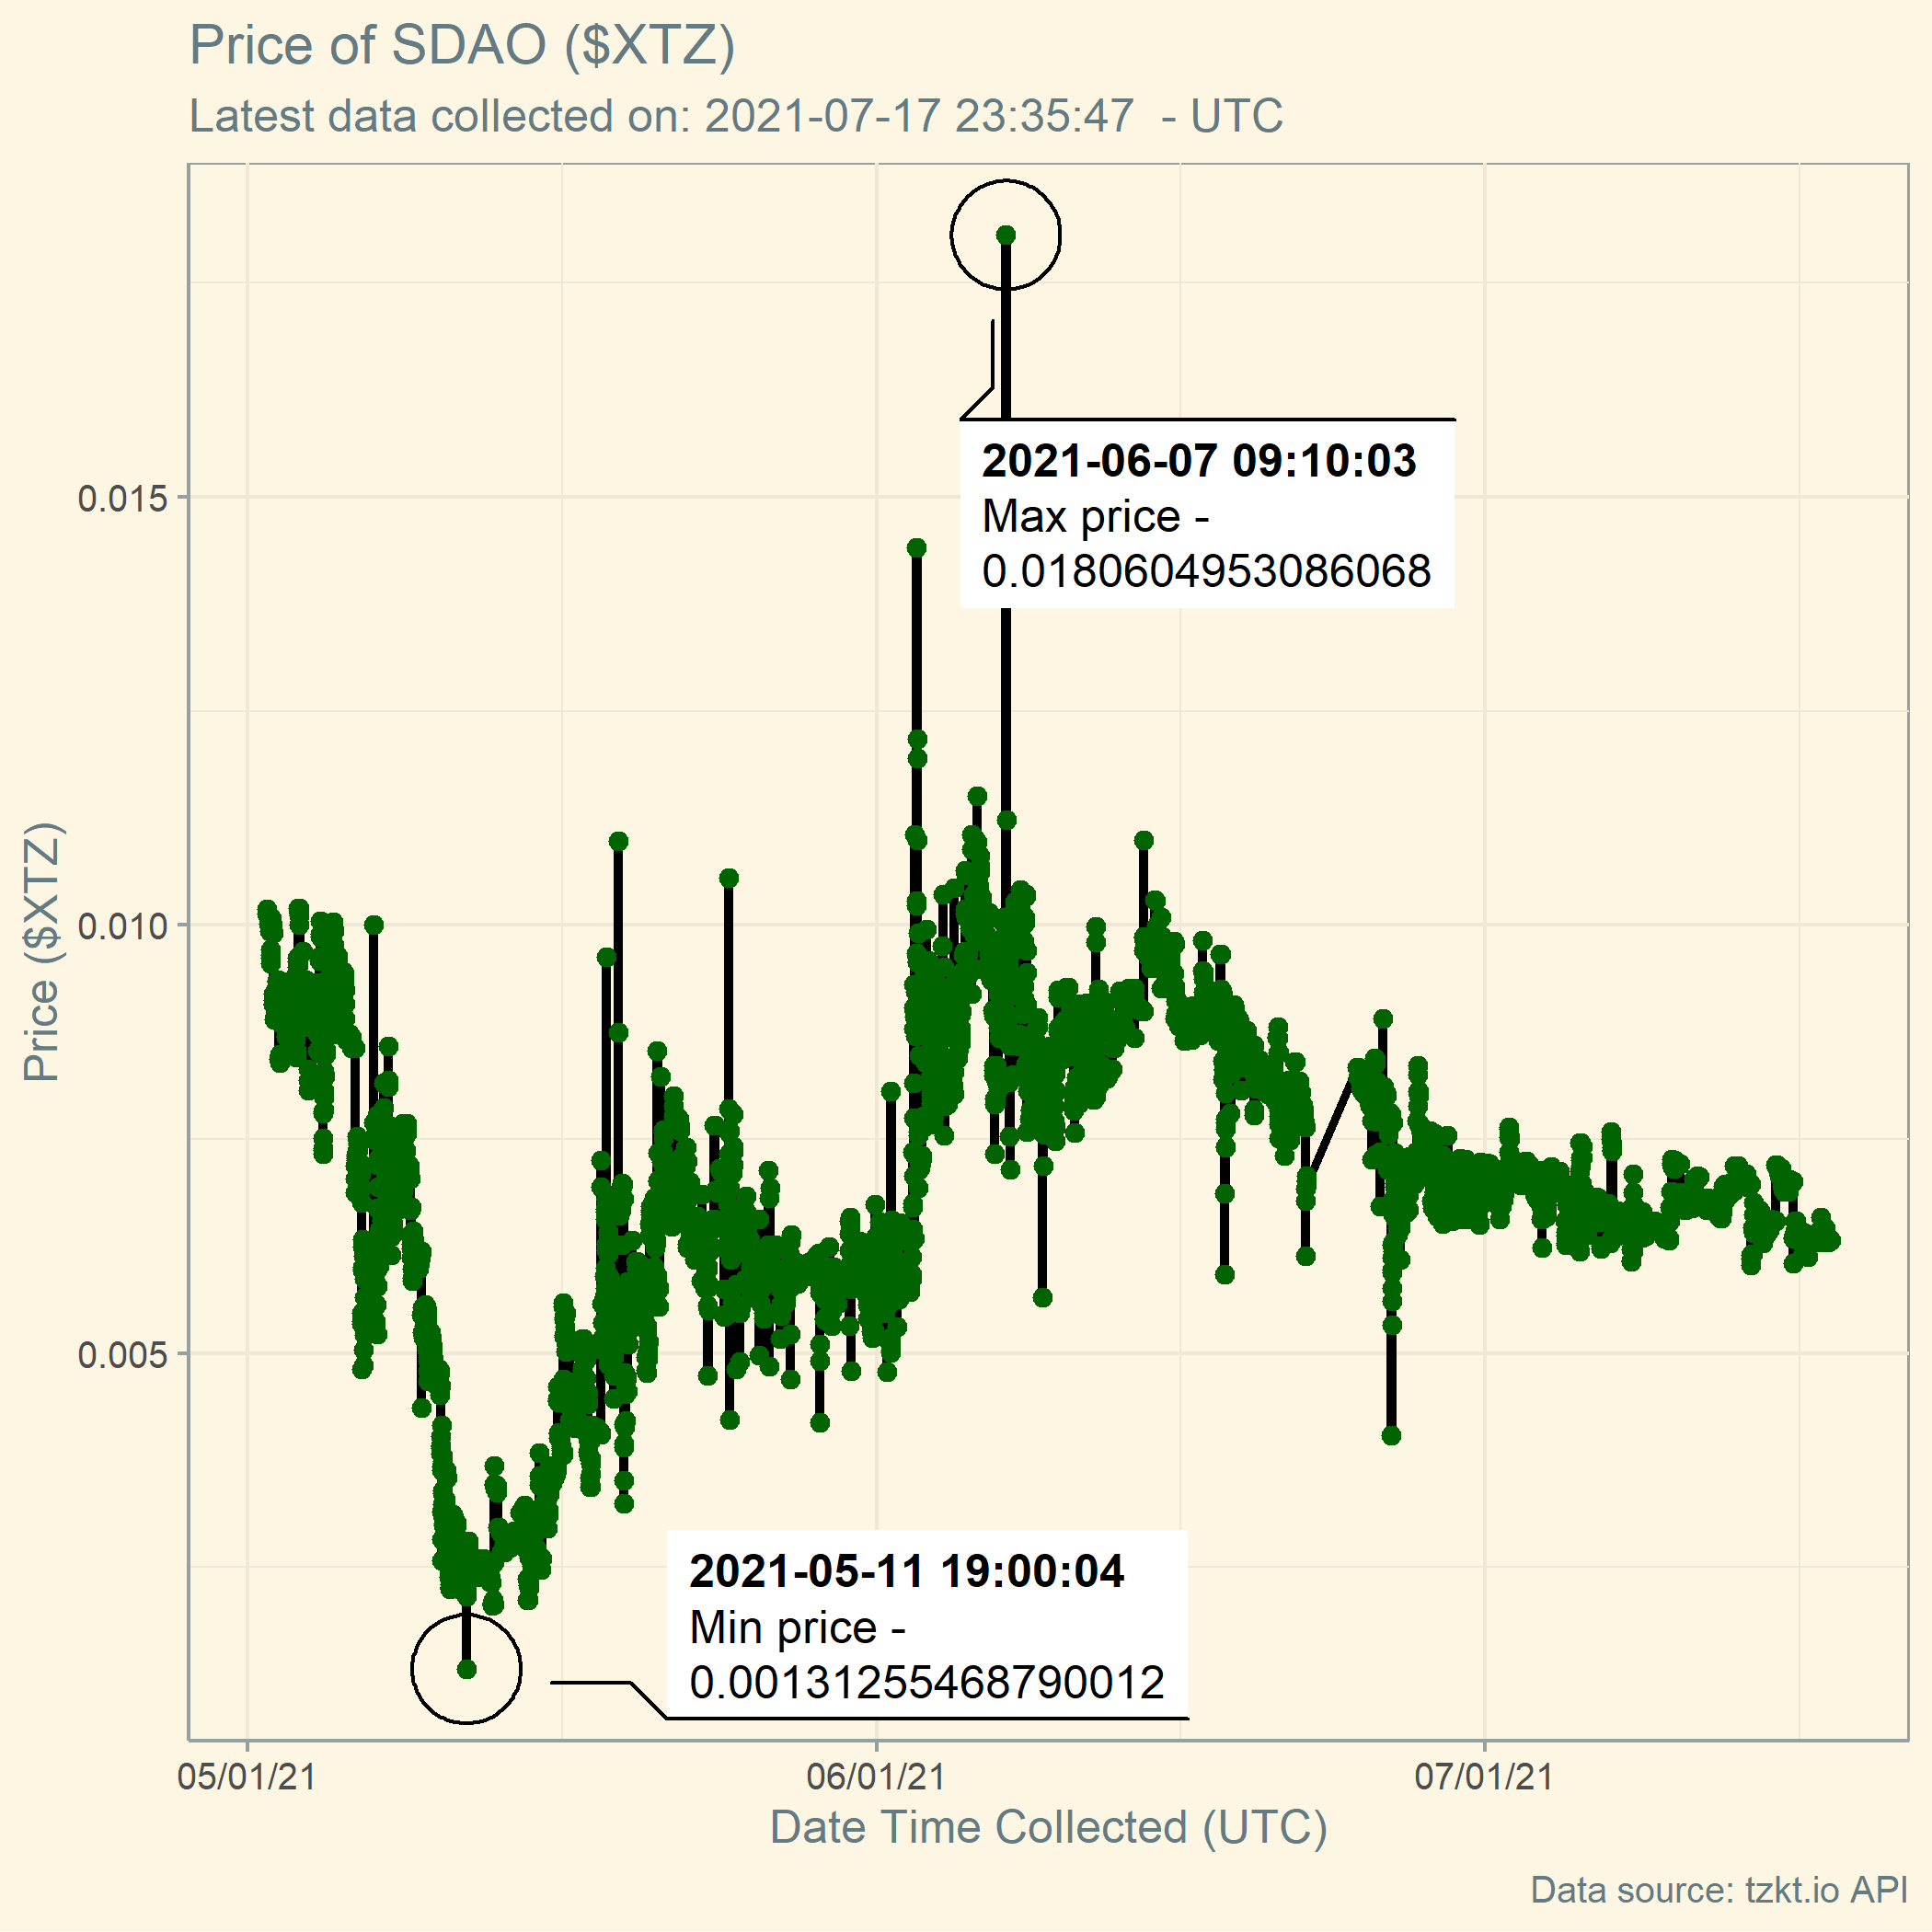 Price of SDAO ($XTZ)
Latest data collected on: 2021-07-17 23:35:47  - UTC
2021-06-07 09:10:03
Max price -
0.0180604953086068
0.015
0.010
0.005
Price ($XTZ)
2021-05-11 19:00:04
Min price -
0.00131255468790012
05/01/21
06/01/21
07/01/21
Date Time Collected (UTC)
Data source: tzkt.io API